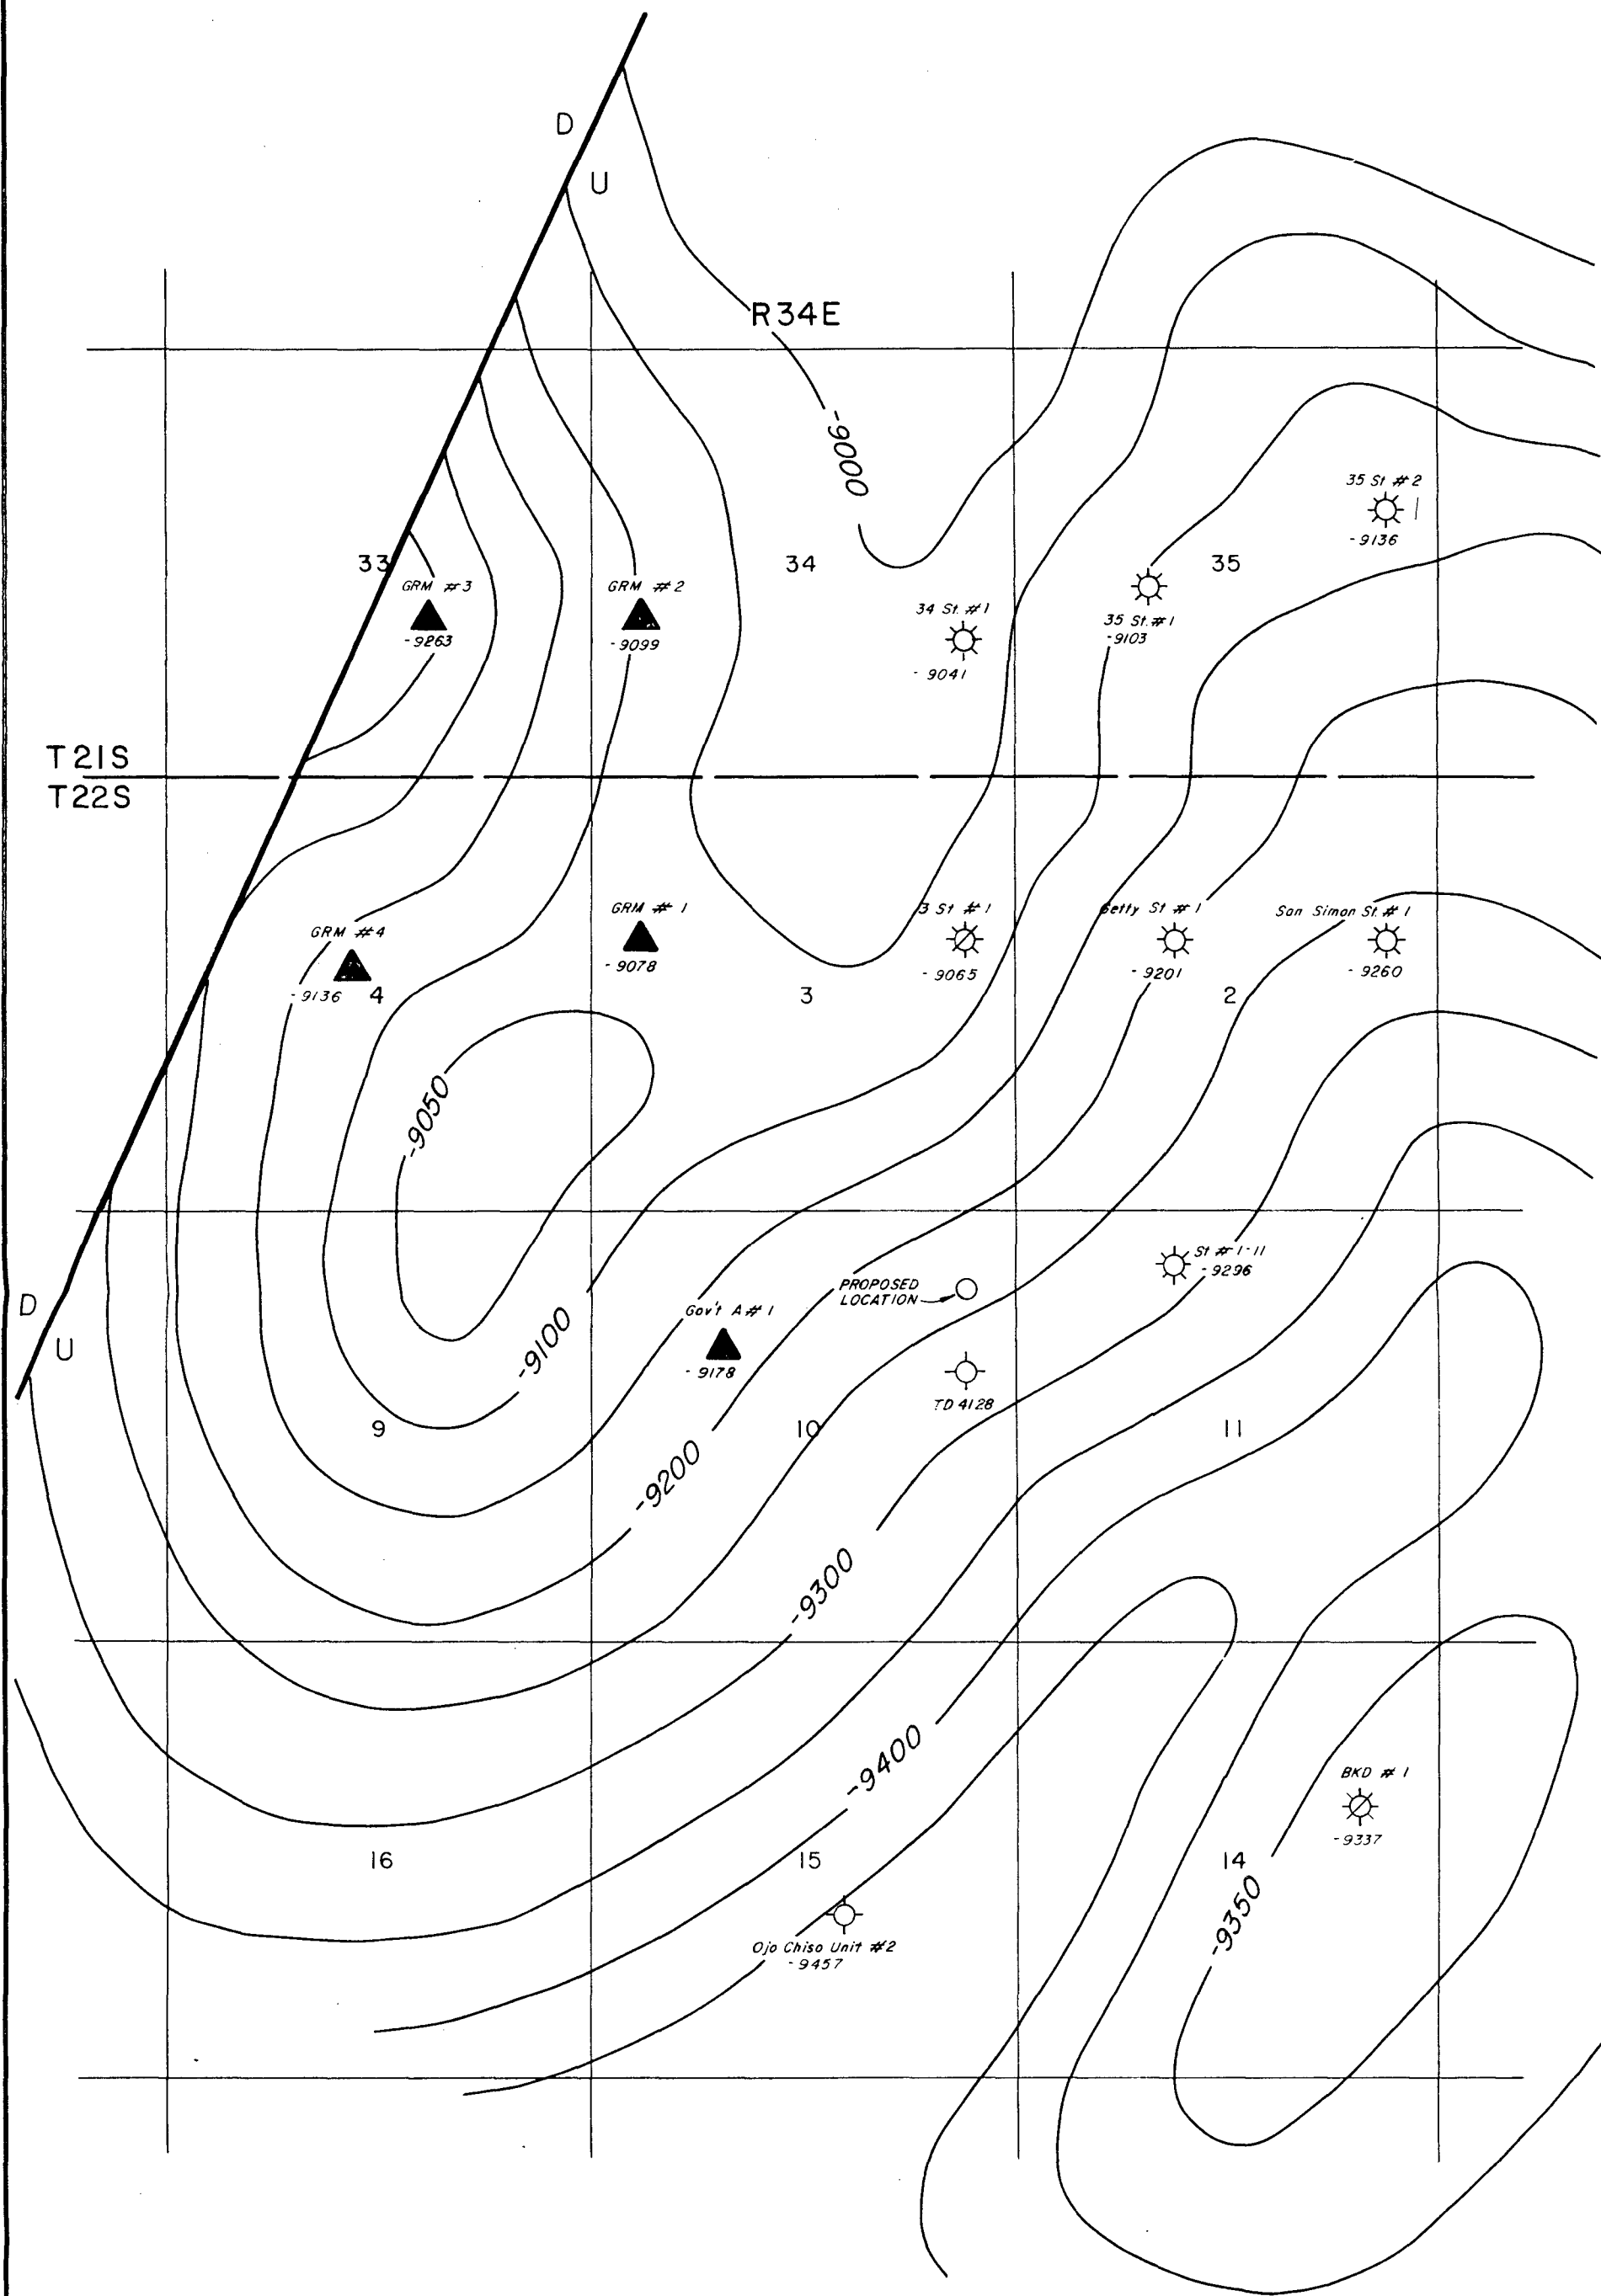 D
U
R34E
-9000
35 St #2
-9136
33
34
35
GRM #3
-9263
GRM #2
-9099
34 St. #1
- 9041
35 St. #1
-9103
T21S
T22S
GRM #4
-9136
4
GRM # 1
- 9078
3 St #1
- 9065
3
Getty St #1
- 9201
2
San Simon St. #1
- 9260
-9050
D
U
PROPOSED
LOCATION
St #1-11
- 9296
Gov't A#1
- 9178
-9100
TD 4128
9
10
11
-9200
-9300
-9400
BKD #1
-9337
16
15
14
-9350
Ojo Chiso Unit #2
-9457